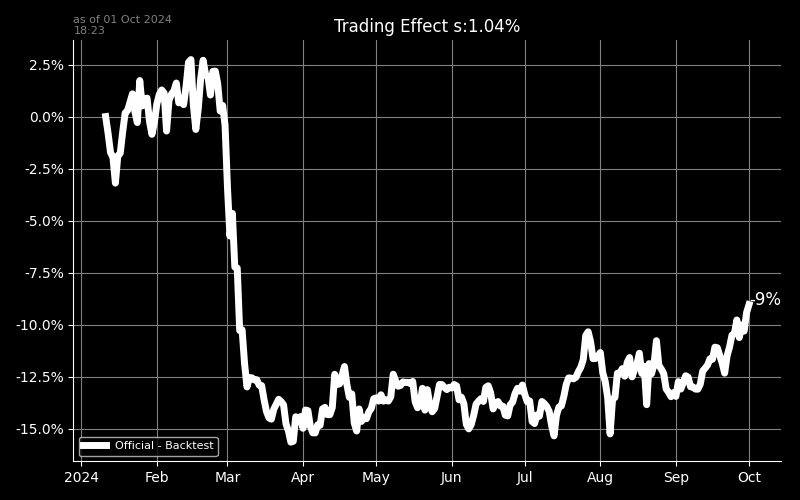 as of 01 Oct 2024
18:23
Trading Effect s:1.04%
2.5%
0.0%
-2.5%
-5.0%
-7.5%
-10.0%
-12.5%
-15.0%
-9%
Official - Backtest
2024 Feb Mar Apr May Jun Jul Aug Sep Oct